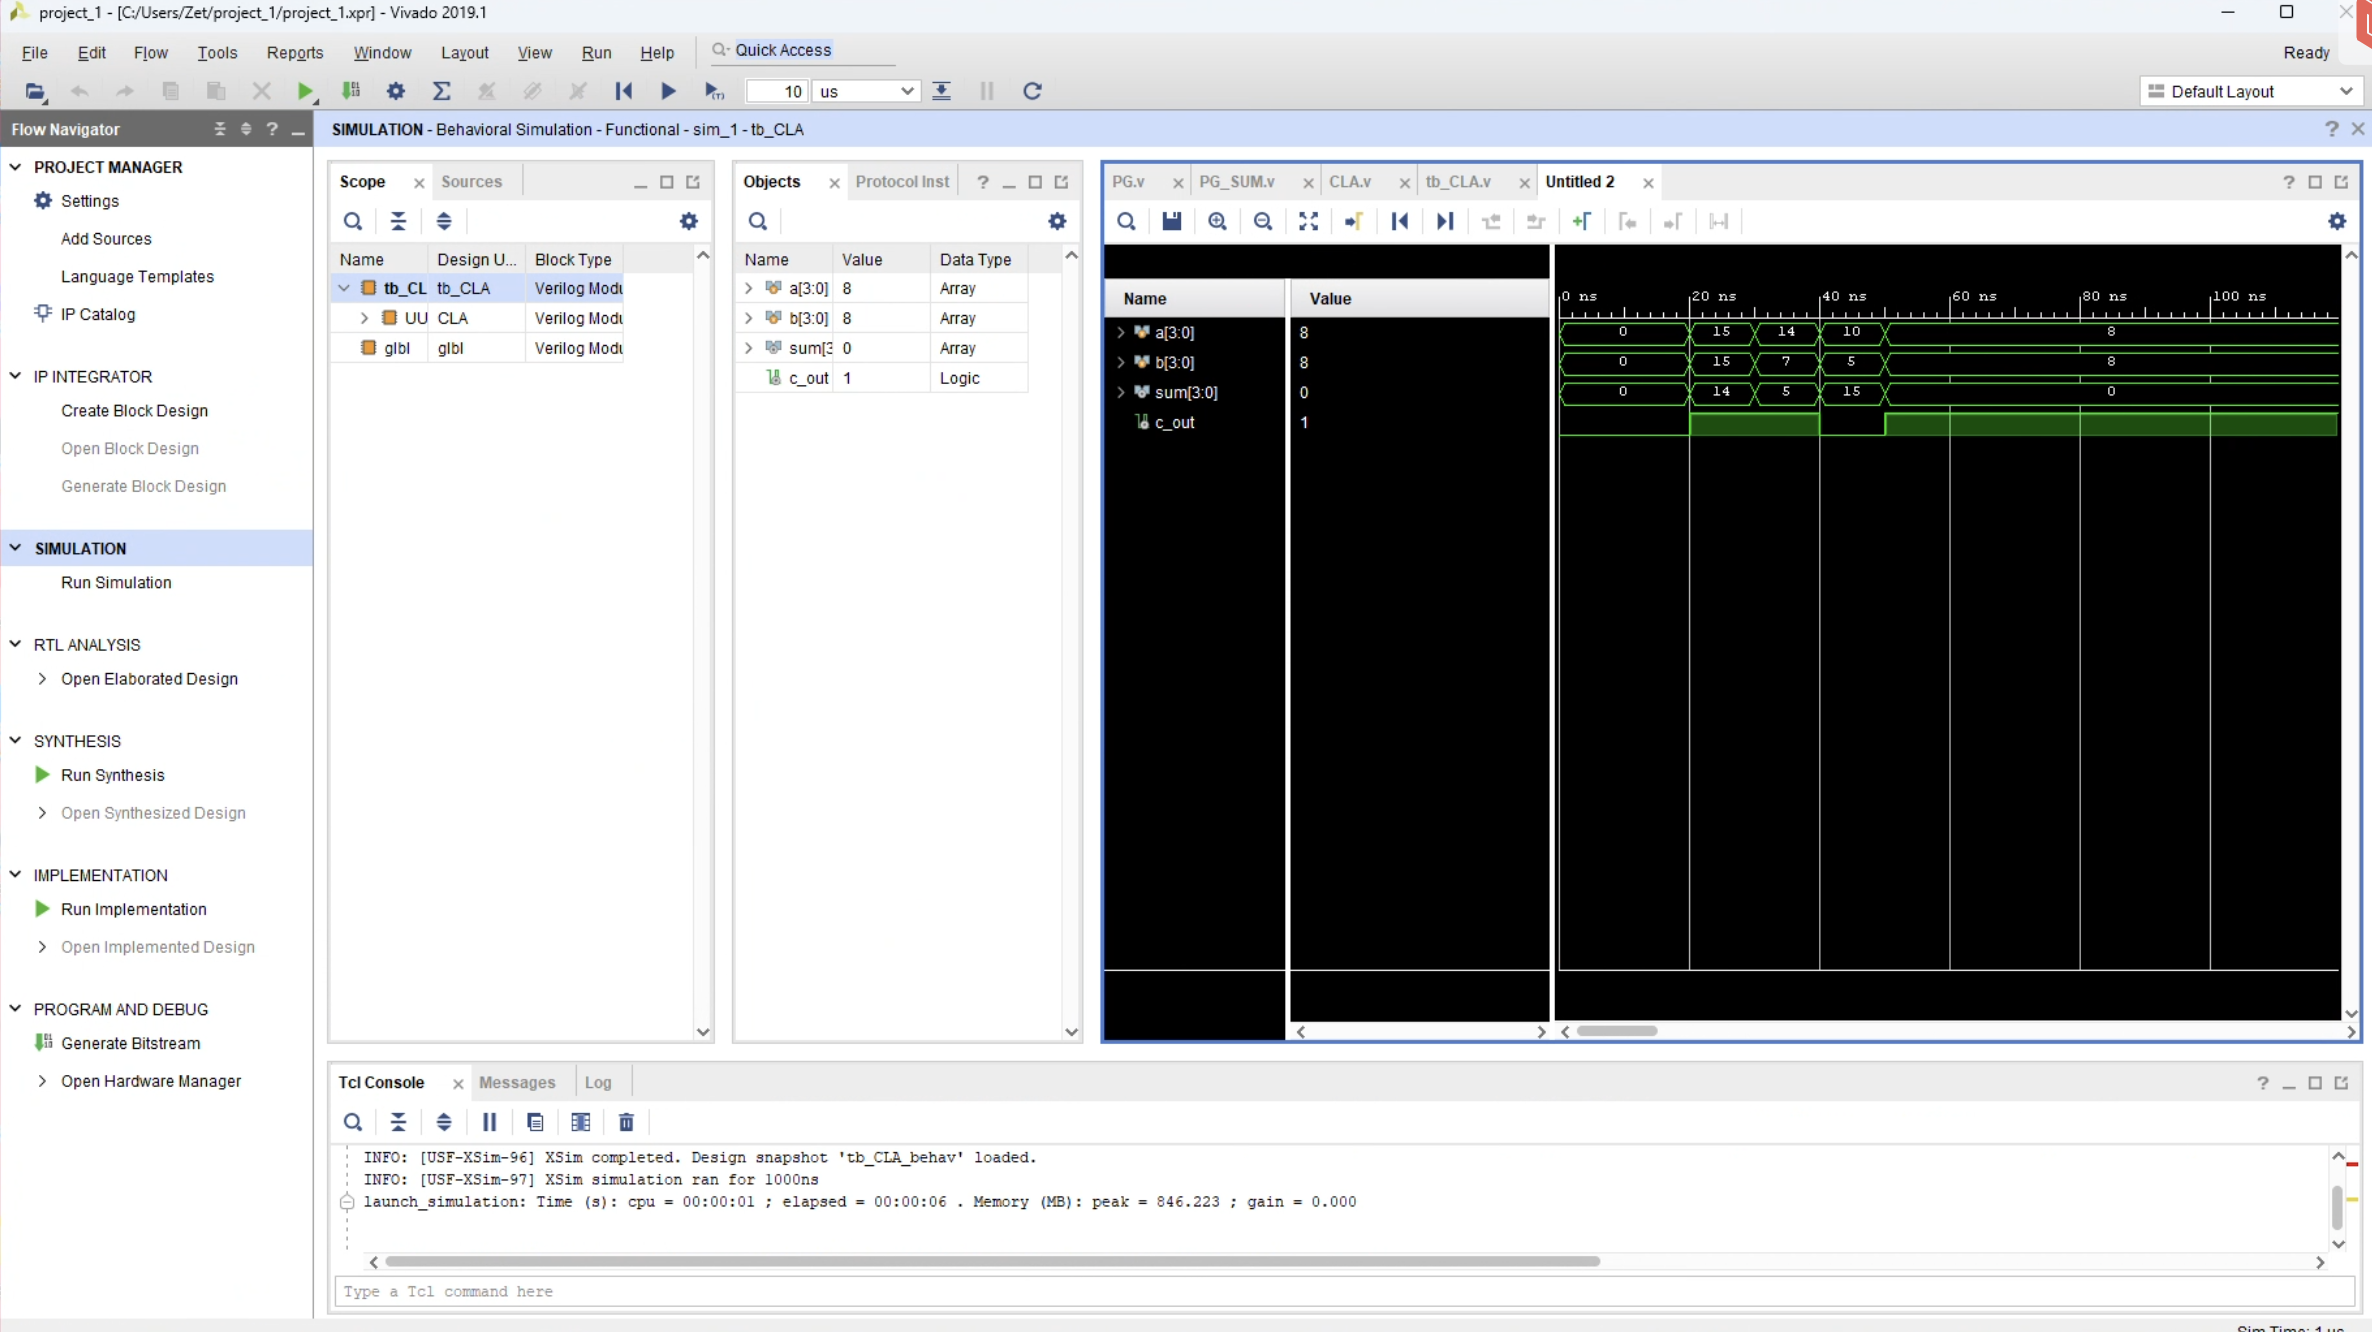 project_1 - [C:/Users/Zet/project_1/project_1.xpr] - Vivado 2019.1
File Edit Flow Tools Reports Window Layout View Run Help Quick Access Ready
10 us Default Layout
Flow Navigator
SIMULATION - Behavioral Simulation - Functional - sim_1 - tb_CLA
PROJECT MANAGER
Settings
Add Sources
Language Templates
IP Catalog
IP INTEGRATOR
Create Block Design
Open Block Design
Generate Block Design
SIMULATION
Run Simulation
RTL ANALYSIS
Open Elaborated Design
SYNTHESIS
Run Synthesis
Open Synthesized Design
IMPLEMENTATION
Run Implementation
Open Implemented Design
PROGRAM AND DEBUG
Generate Bitstream
Open Hardware Manager
Scope Sources
Name Design U... Block Type
tb_CL tb_CLA Verilog Modu
UU CLA Verilog Modu
glbl glbl Verilog Modu
Objects Protocol Inst
Name Value Data Type
a[3:0] 8 Array
b[3:0] 8 Array
sum[3 0 Array
c_out 1 Logic
PG.v PG_SUM.v CLA.v tb_CLA.v Untitled 2
Name Value
0 ns 20 ns 40 ns 60 ns 80 ns 100 ns
a[3:0] 8 0 15 14 10 8
b[3:0] 8 0 15 7 5 8
sum[3:0] 0 0 14 5 15 0
c_out 1
Tcl Console Messages Log
INFO: [USF-XSim-96] XSim completed. Design snapshot 'tb_CLA_behav' loaded.
INFO: [USF-XSim-97] XSim simulation ran for 1000ns
launch_simulation: Time (s): cpu = 00:00:01 ; elapsed = 00:00:06 . Memory (MB): peak = 846.223 ; gain = 0.000
Type a Tcl command here
Sim Time: 1 us